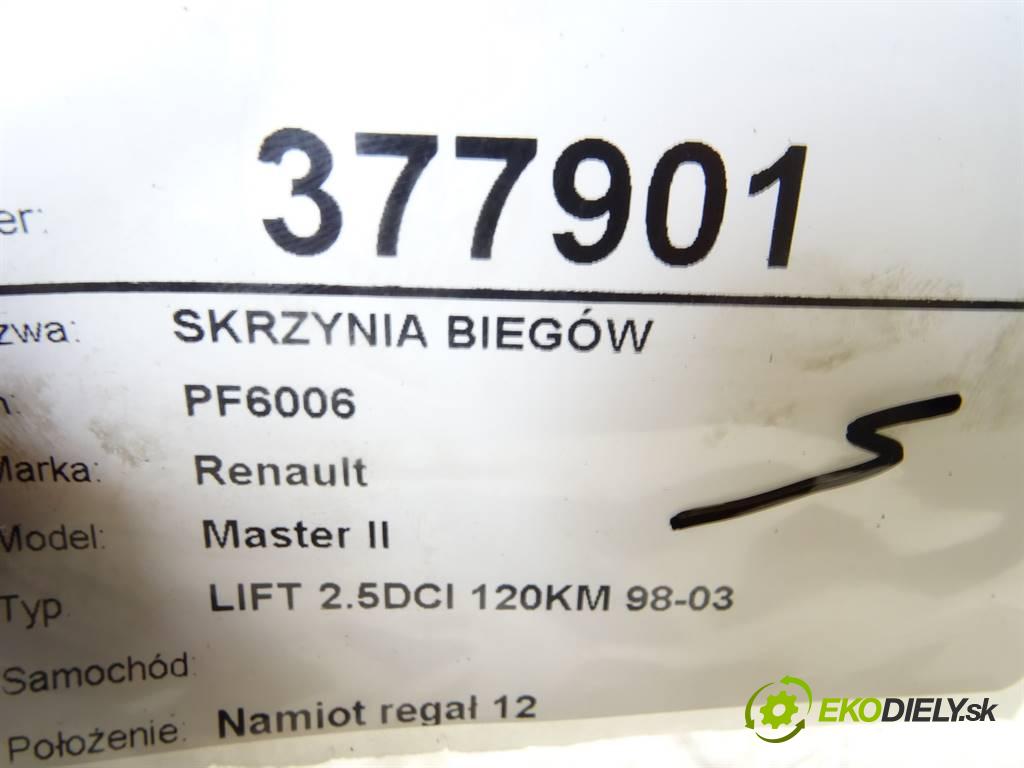 er: 377901
zwa: SKRZYNIA BIEGÓW
n: PF6006
Marka: Renault
Model: Master II
Typ LIFT 2.5DCI 120KM 98-03
Samochód:
Położenie: Namiot regał 12
EKODIELY.sk